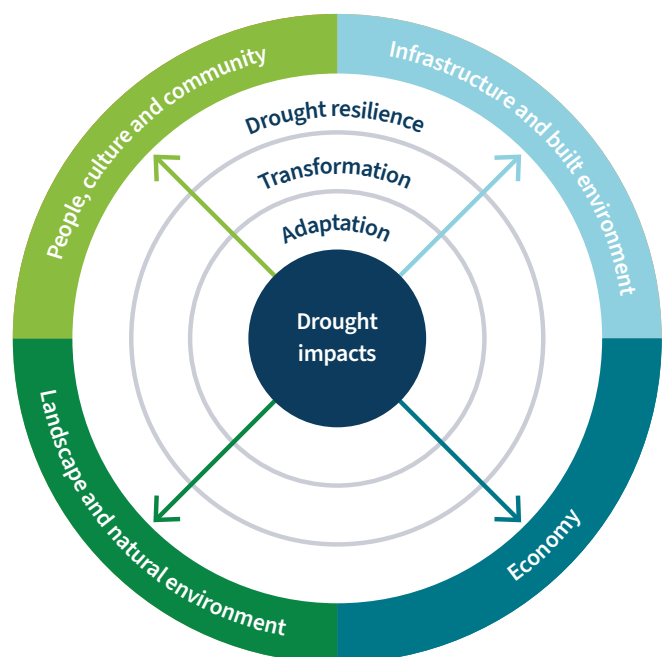 People, culture and community
Infrastructure and built environment
Drought resilience
Transformation
Adaptation
Drought
impacts
Landscape and natural environment
Economy